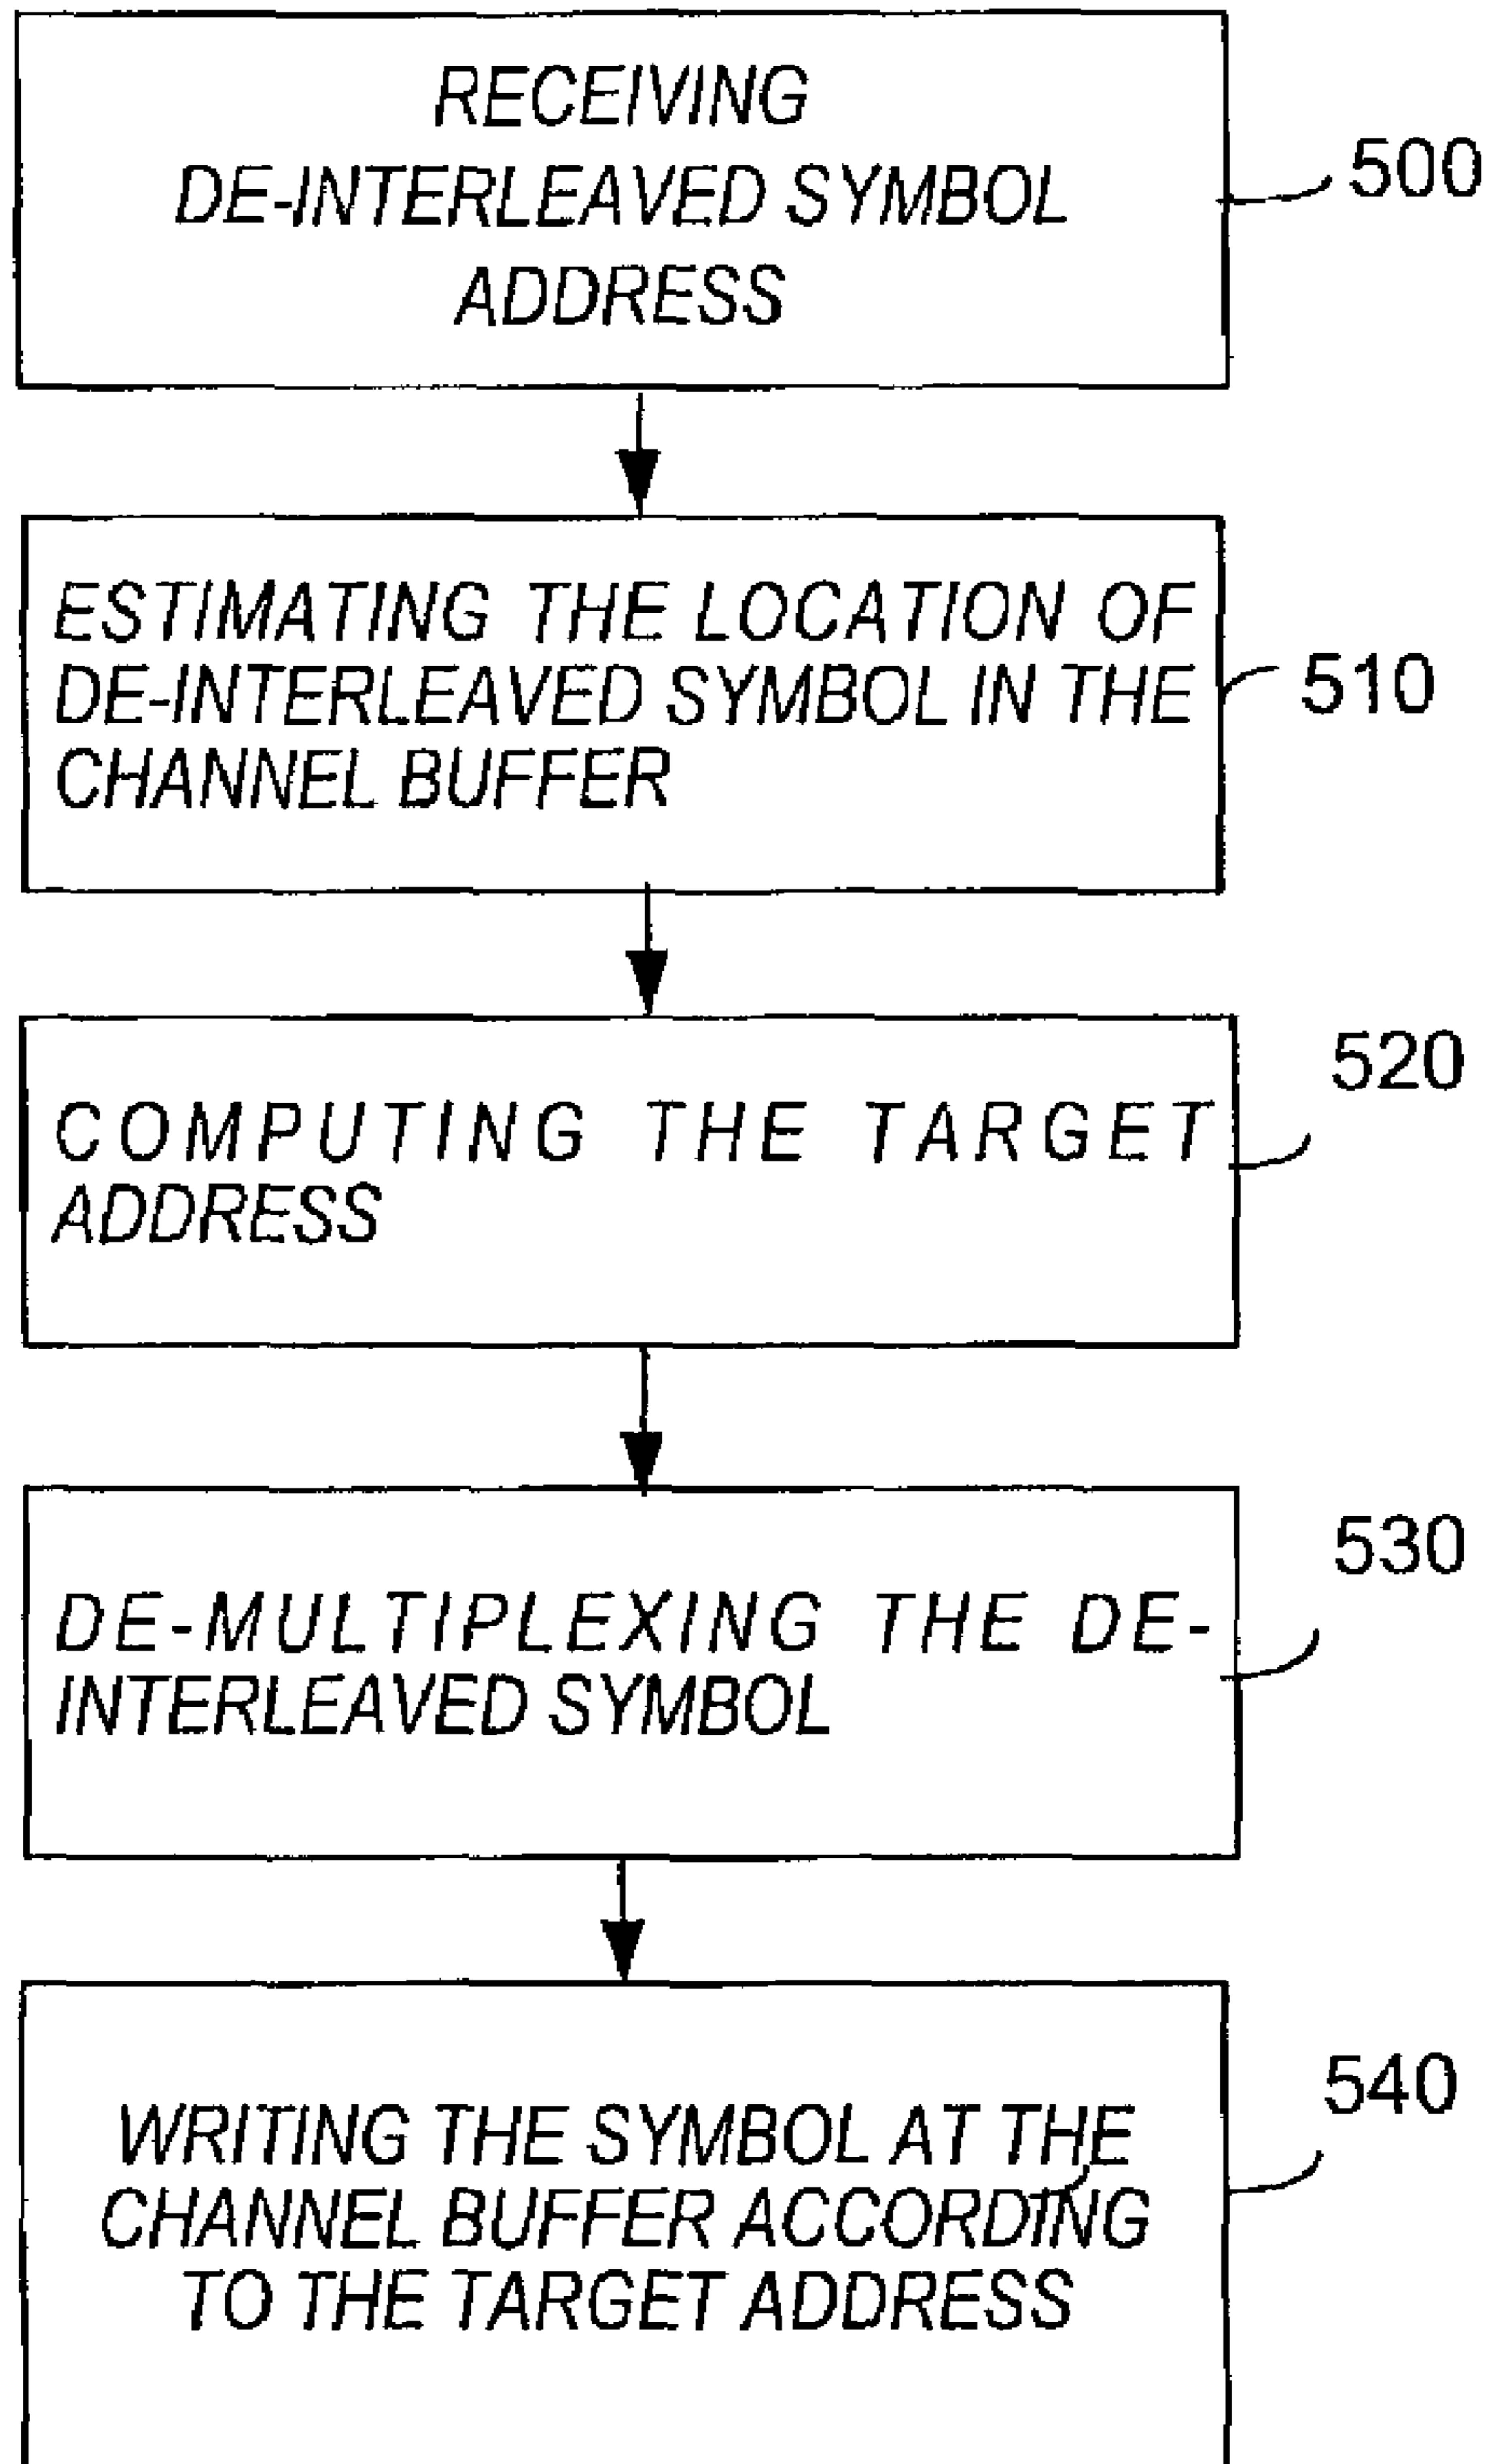 RECEIVING
DE-INTERLEAVED SYMBOL
ADDRESS
500
ESTIMATING THE LOCATION OF
DE-INTERLEAVED SYMBOL IN THE
CHANNEL BUFFER
510
COMPUTING THE TARGET
ADDRESS
520
DE-MULTIPLEXING THE DE-
INTERLEAVED SYMBOL
530
WRITING THE SYMBOL AT THE
CHANNEL BUFFER ACCORDING
TO THE TARGET ADDRESS
540